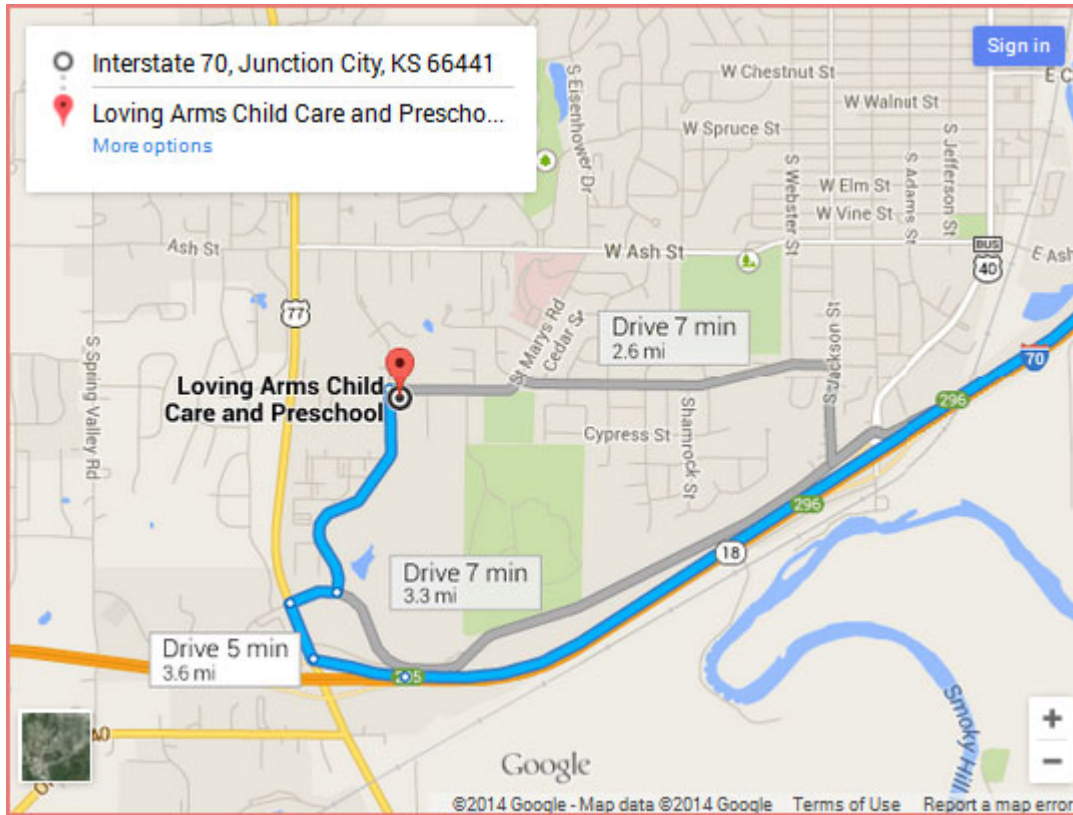 Interstate 70, Junction City, KS 66441
Loving Arms Child Care and Prescho...
More options
Sign in
S Eisenhower Dr
W Chestnut St
E C
W Walnut St
W Spruce St
S Jefferson St
S Webster St
S Adams St
W Elm St
W Vine St
Ash St
W Ash St
BUS
40
E Ash
77
St Marys Rd
Cedar St
Drive 7 min
2.6 mi
70
S Spring Valley Rd
Loving Arms Child
Care and Preschool
S Jackson St
296
Shamrock St
Cypress St
296
18
Drive 7 min
3.3 mi
Drive 5 min
3.6 mi
Smoky Hill
+
−
Google
©2014 Google - Map data ©2014 Google
Terms of Use
Report a map error